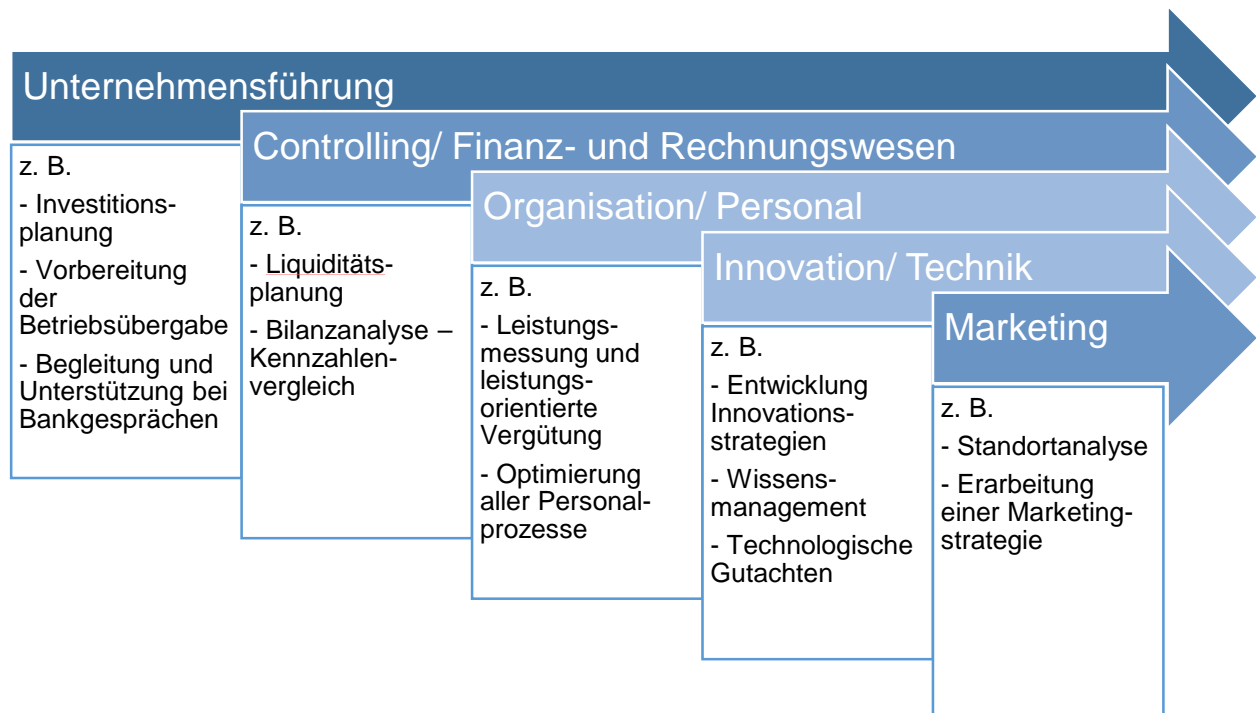 Unternehmensführung
z. B.
- Investitions-
planung
- Vorbereitung
der
Betriebsübergabe
- Begleitung und
Unterstützung bei
Bankgesprächen
Controlling/ Finanz- und Rechnungswesen
z. B.
- Liquiditäts-
planung
- Bilanzanalyse –
Kennzahlen-
vergleich
Organisation/ Personal
z. B.
- Leistungs-
messung und
leistungs-
orientierte
Vergütung
- Optimierung
aller Personal-
prozesse
Innovation/ Technik
z. B.
- Entwicklung
Innovations-
strategien
- Wissens-
management
- Technologische
Gutachten
Marketing
z. B.
- Standortanalyse
- Erarbeitung
einer Marketing-
strategie